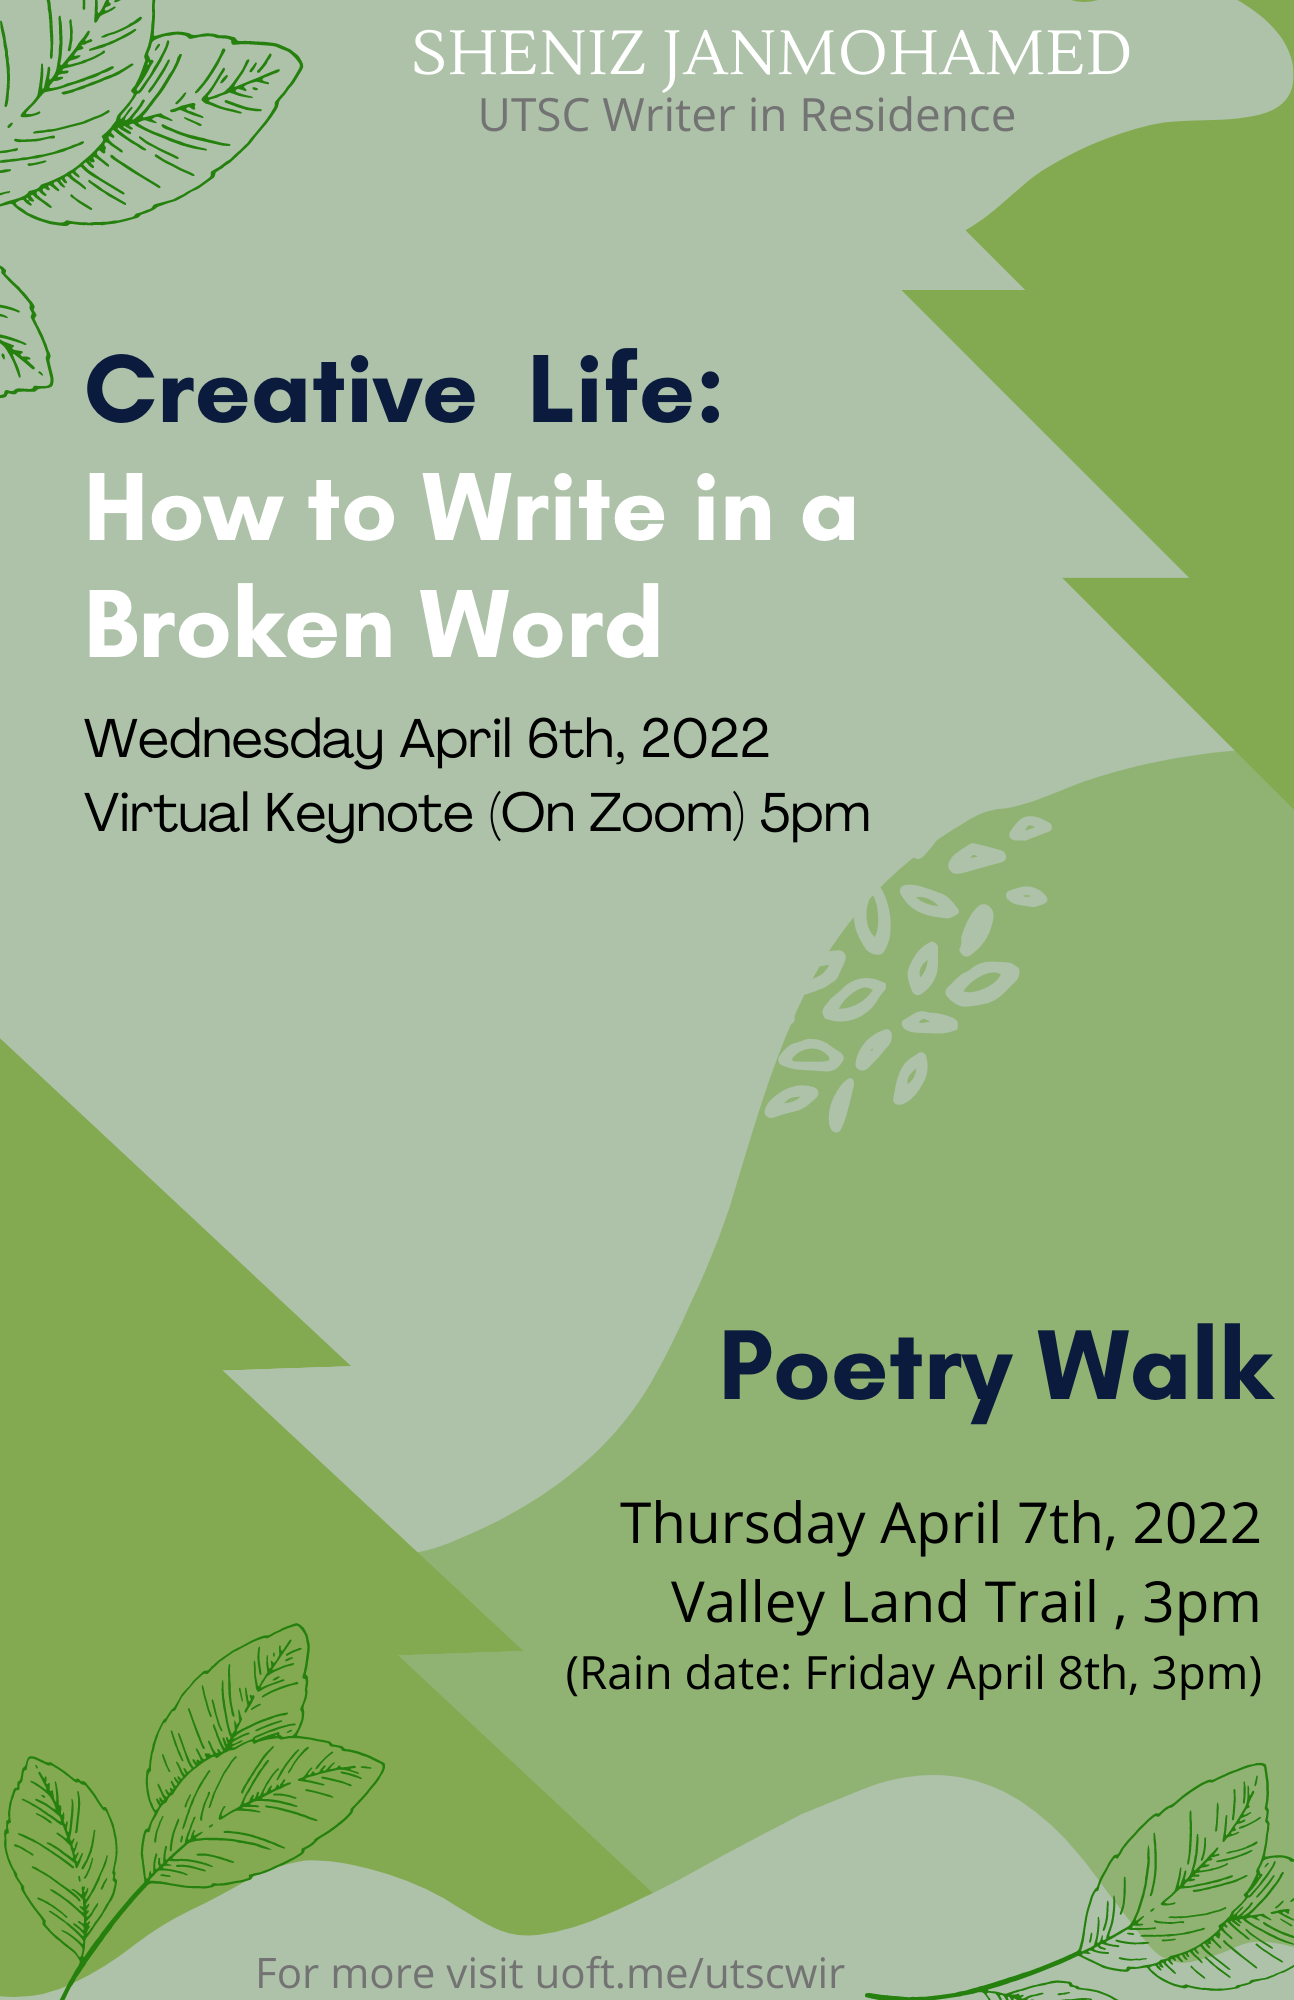 SHENIZ JANMOHAMED
UTSC Writer in Residence
Creative Life:
How to Write in a
Broken Word
Wednesday April 6th, 2022
Virtual Keynote (On Zoom) 5pm
Poetry Walk
Thursday April 7th, 2022
Valley Land Trail , 3pm
(Rain date: Friday April 8th, 3pm)
For more visit uoft.me/utscwir